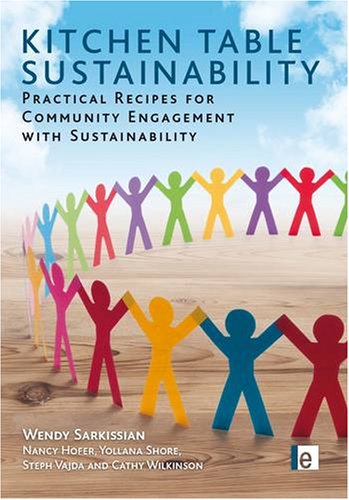 KITCHEN TABLE
SUSTAINABILITY
PRACTICAL RECIPES FOR
COMMUNITY ENGAGEMENT
WITH SUSTAINABILITY
WENDY SARKISSIAN
NANCY HOFER, YOLLANA SHORE,
STEPH VAJDA AND CATHY WILKINSON
e